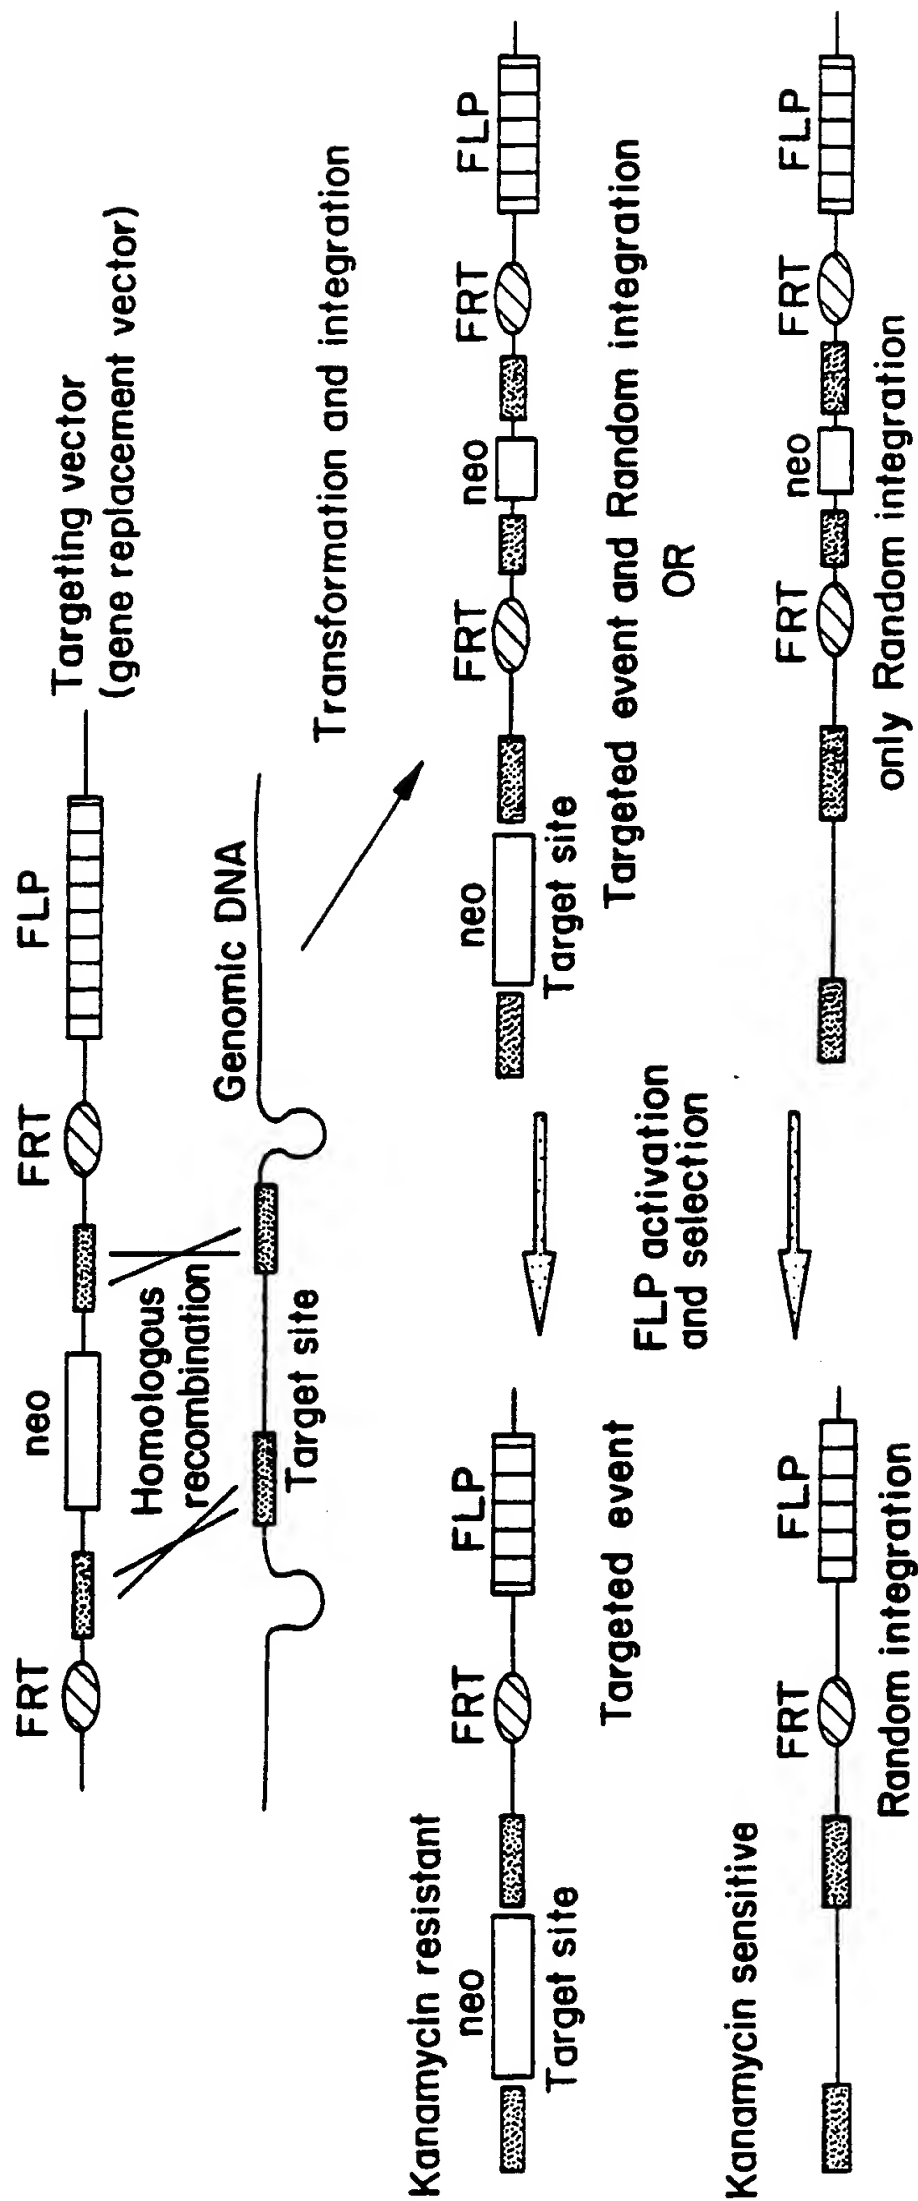 FRT
neo
FRT
FLP
Targeting vector
(gene replacement vector)
Homologous
recombination
Genomic DNA
Target site
Transformation and integration
Kanamycin resistant
neo
FRT
FLP
neo
FRT
neo
FRT
FLP
Target site
Target site
Targeted event
Targeted event and Random integration
FLP activation
and selection
OR
Kanamycin sensitive
FRT
FLP
FRT
neo
FRT
FLP
Random integration
only Random integration